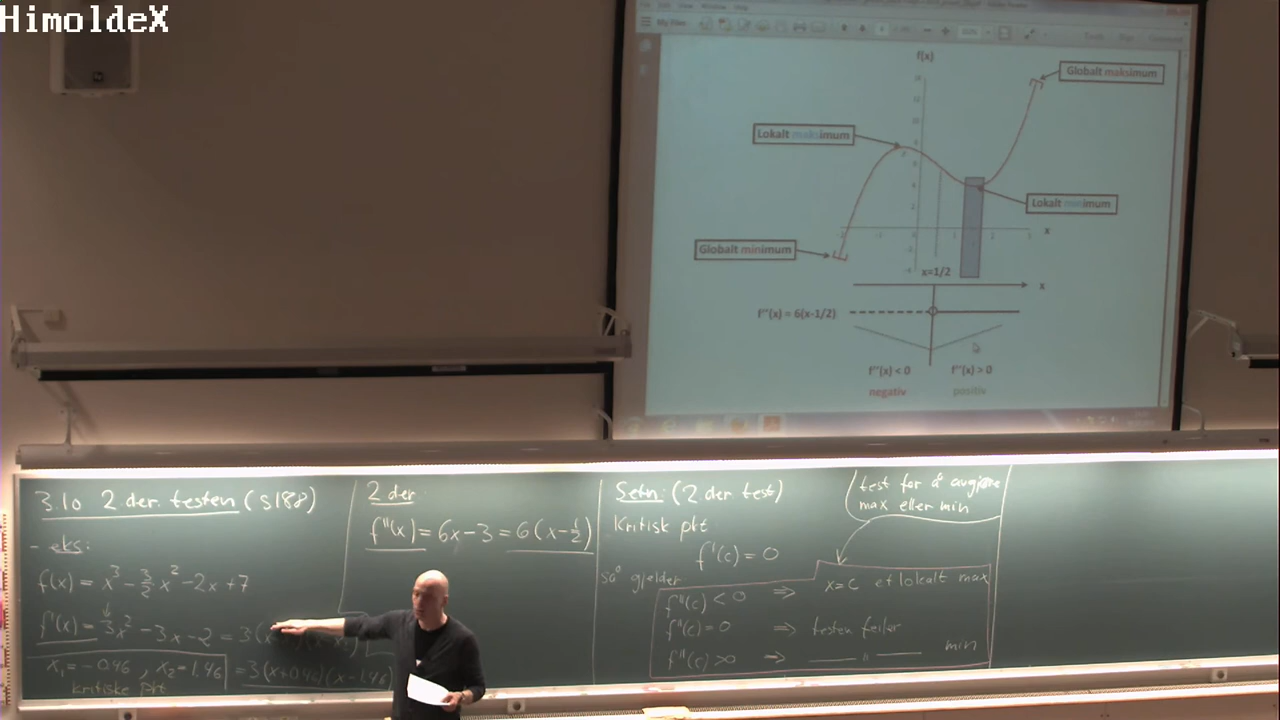 HimoldeX
My Files
f(x)
Globalt maksimum
Lokalt maksimum
Lokalt minimum
Globalt minimum
x
x=1/2
x
f''(x) = 6(x-1/2)
f''(x) < 0
f''(x) > 0
negativ
positiv
3.10 2 der. testen (s188)
- eks:
f(x) = x³ - 3/2 x² - 2x + 7
f'(x) = 3x² - 3x - 2 = 3(x
x₁ = -0.46 , x₂ = 1.46
= 3(x+0.46)(x-1.46)
kritiske pkt
2 der
f''(x) = 6x - 3 = 6(x - 1/2)
Setn: (2 der test)
test for å avgjøre
max eller min
Kritisk pkt
f'(c) = 0
så gjelder
f''(c) < 0 ⇒ x=c et lokalt max
f''(c) = 0 ⇒ testen feiler
f''(c) > 0 ⇒ —— " —— min